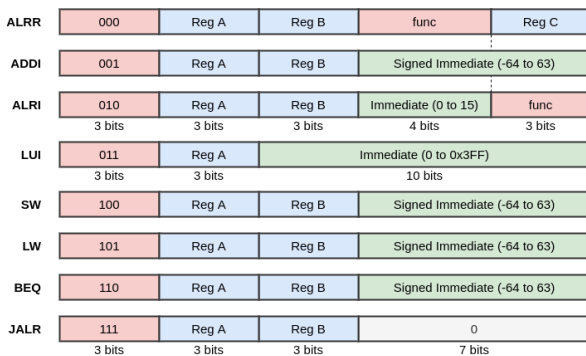 ALRR 000 Reg A Reg B func Reg C
ADDI 001 Reg A Reg B Signed Immediate (-64 to 63)
ALRI 010 Reg A Reg B Immediate (0 to 15) func
3 bits 3 bits 3 bits 4 bits 3 bits
LUI 011 Reg A Immediate (0 to 0x3FF)
3 bits 3 bits 10 bits
SW 100 Reg A Reg B Signed Immediate (-64 to 63)
LW 101 Reg A Reg B Signed Immediate (-64 to 63)
BEQ 110 Reg A Reg B Signed Immediate (-64 to 63)
JALR 111 Reg A Reg B 0
3 bits 3 bits 3 bits 7 bits